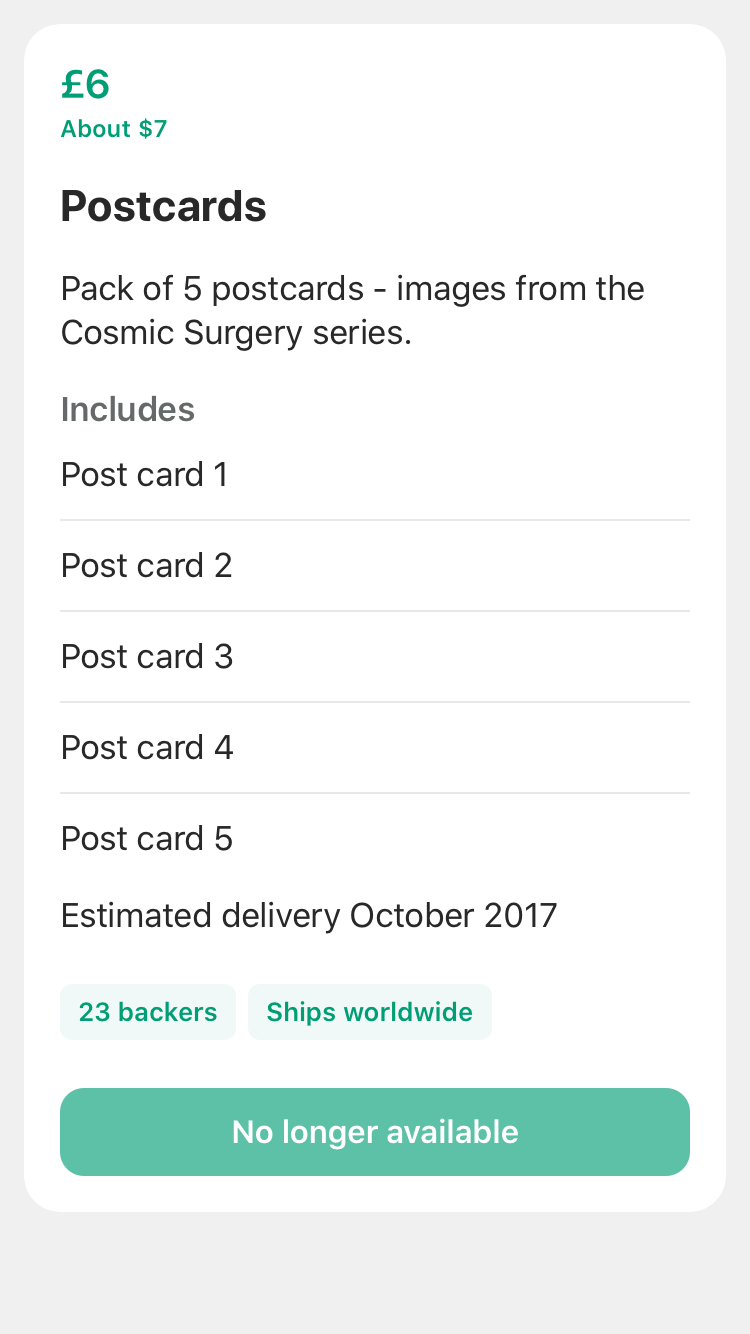 £6
About $7
Postcards
Pack of 5 postcards - images from the
Cosmic Surgery series.
Includes
Post card 1
Post card 2
Post card 3
Post card 4
Post card 5
Estimated delivery October 2017
23 backers
Ships worldwide
No longer available